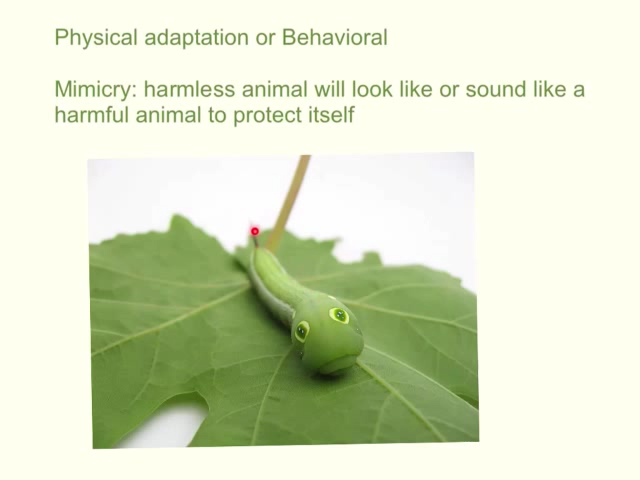 Physical adaptation or Behavioral
Mimicry: harmless animal will look like or sound like a
harmful animal to protect itself